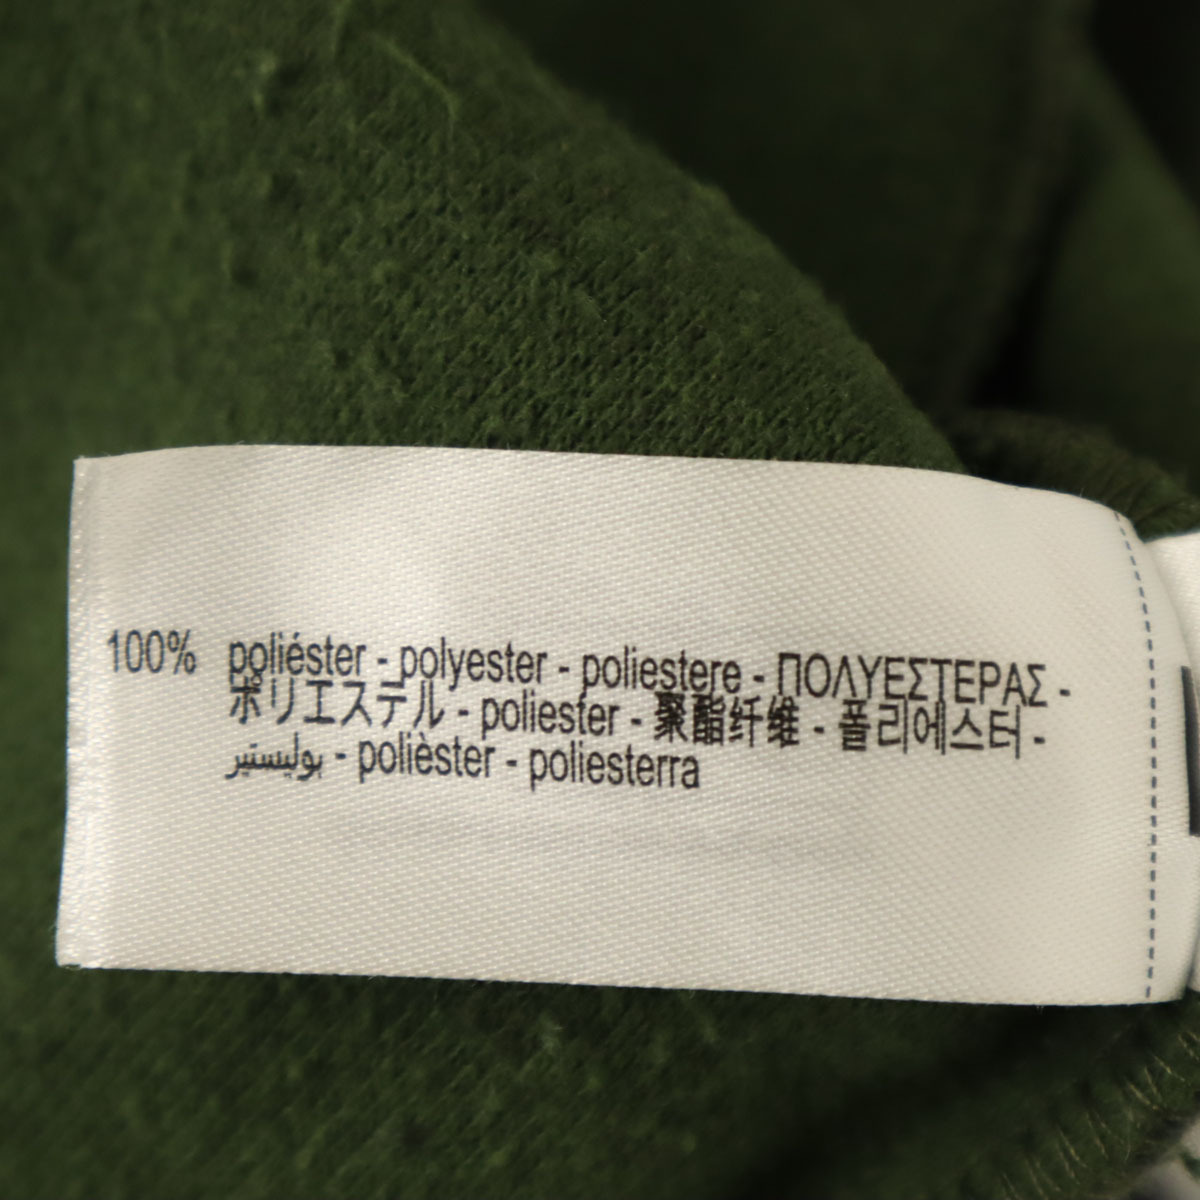 100% poliéster - polyester - poliestere - ΠΟΛΥΕΣΤΕΡΑΣ -
ポリエステル - poliester - 聚酯纤维 - 폴리에스터 -
بوليستير - polièster - poliesterra